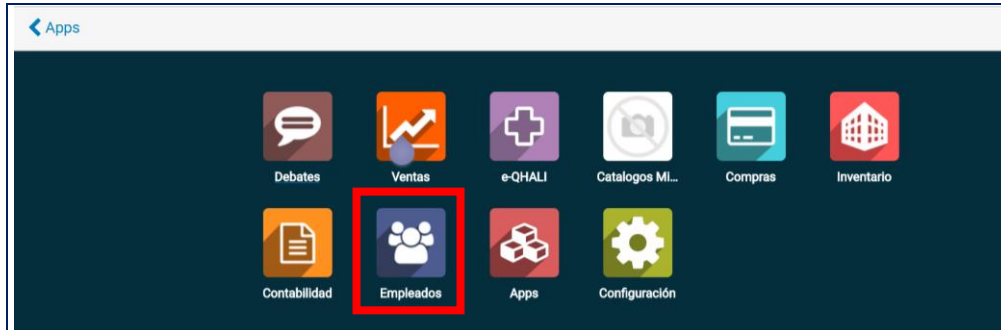 Apps
Debates Ventas e-QHALI Catalogos Mi... Compras Inventario
Contabilidad Empleados Apps Configuración